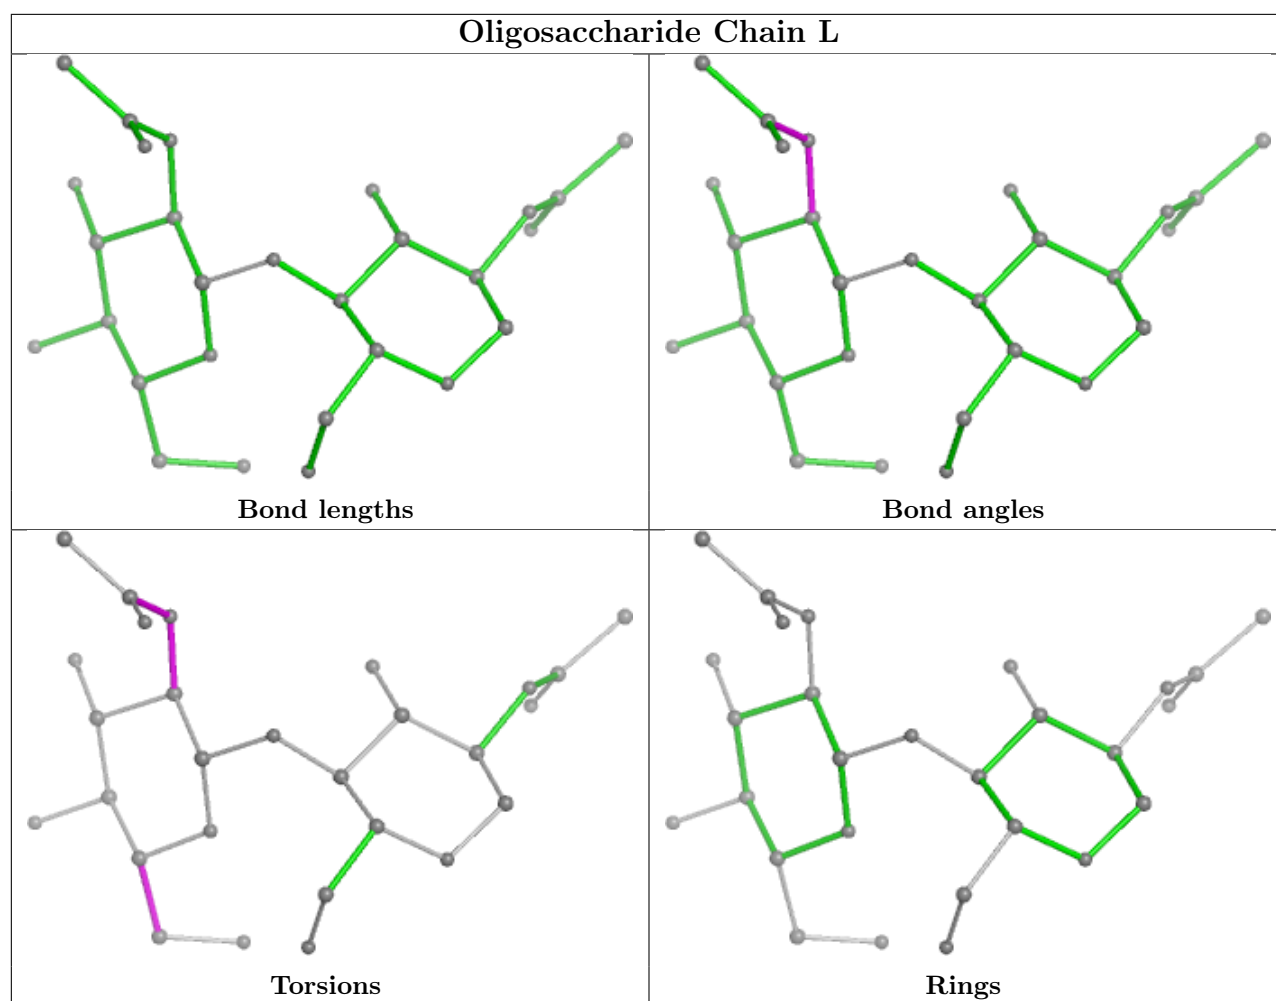 Oligosaccharide Chain L
Bond lengths
Bond angles
Torsions
Rings